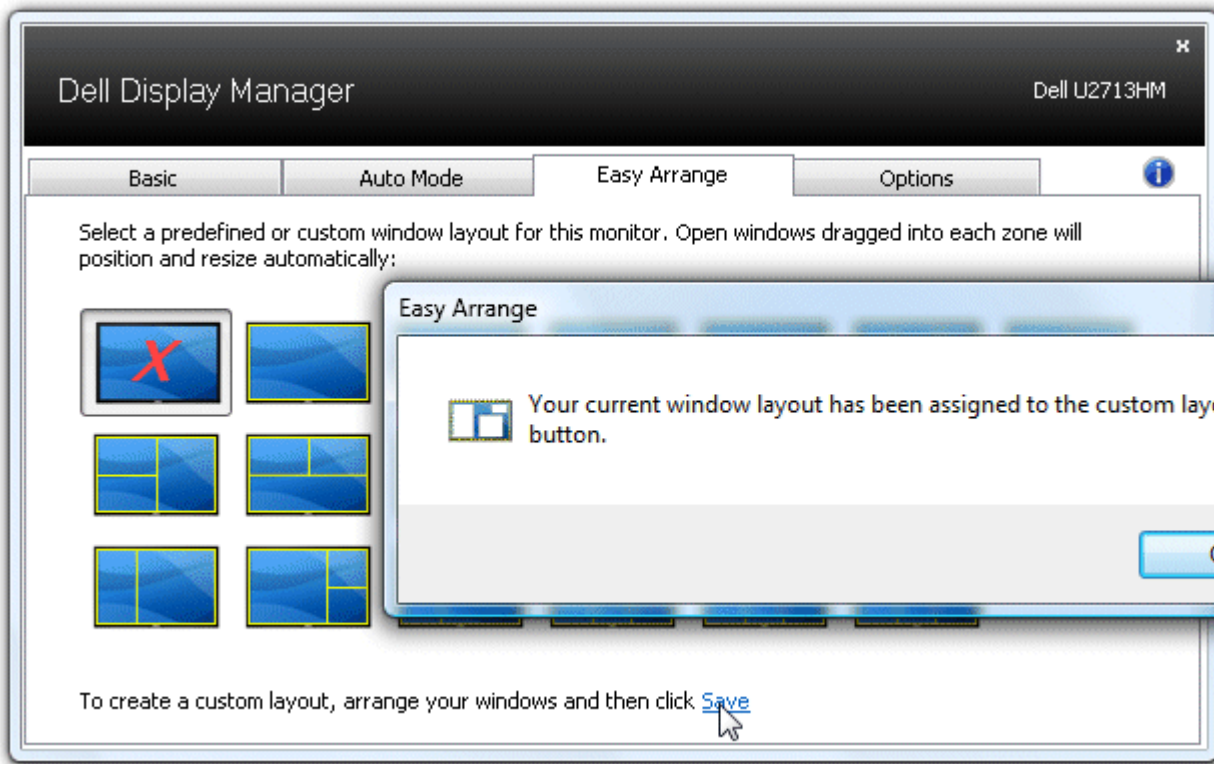 Dell Display Manager
Dell U2713HM
Basic
Auto Mode
Easy Arrange
Options
Select a predefined or custom window layout for this monitor. Open windows dragged into each zone will
position and resize automatically:
Easy Arrange
Your current window layout has been assigned to the custom
button.
To create a custom layout, arrange your windows and then click Save